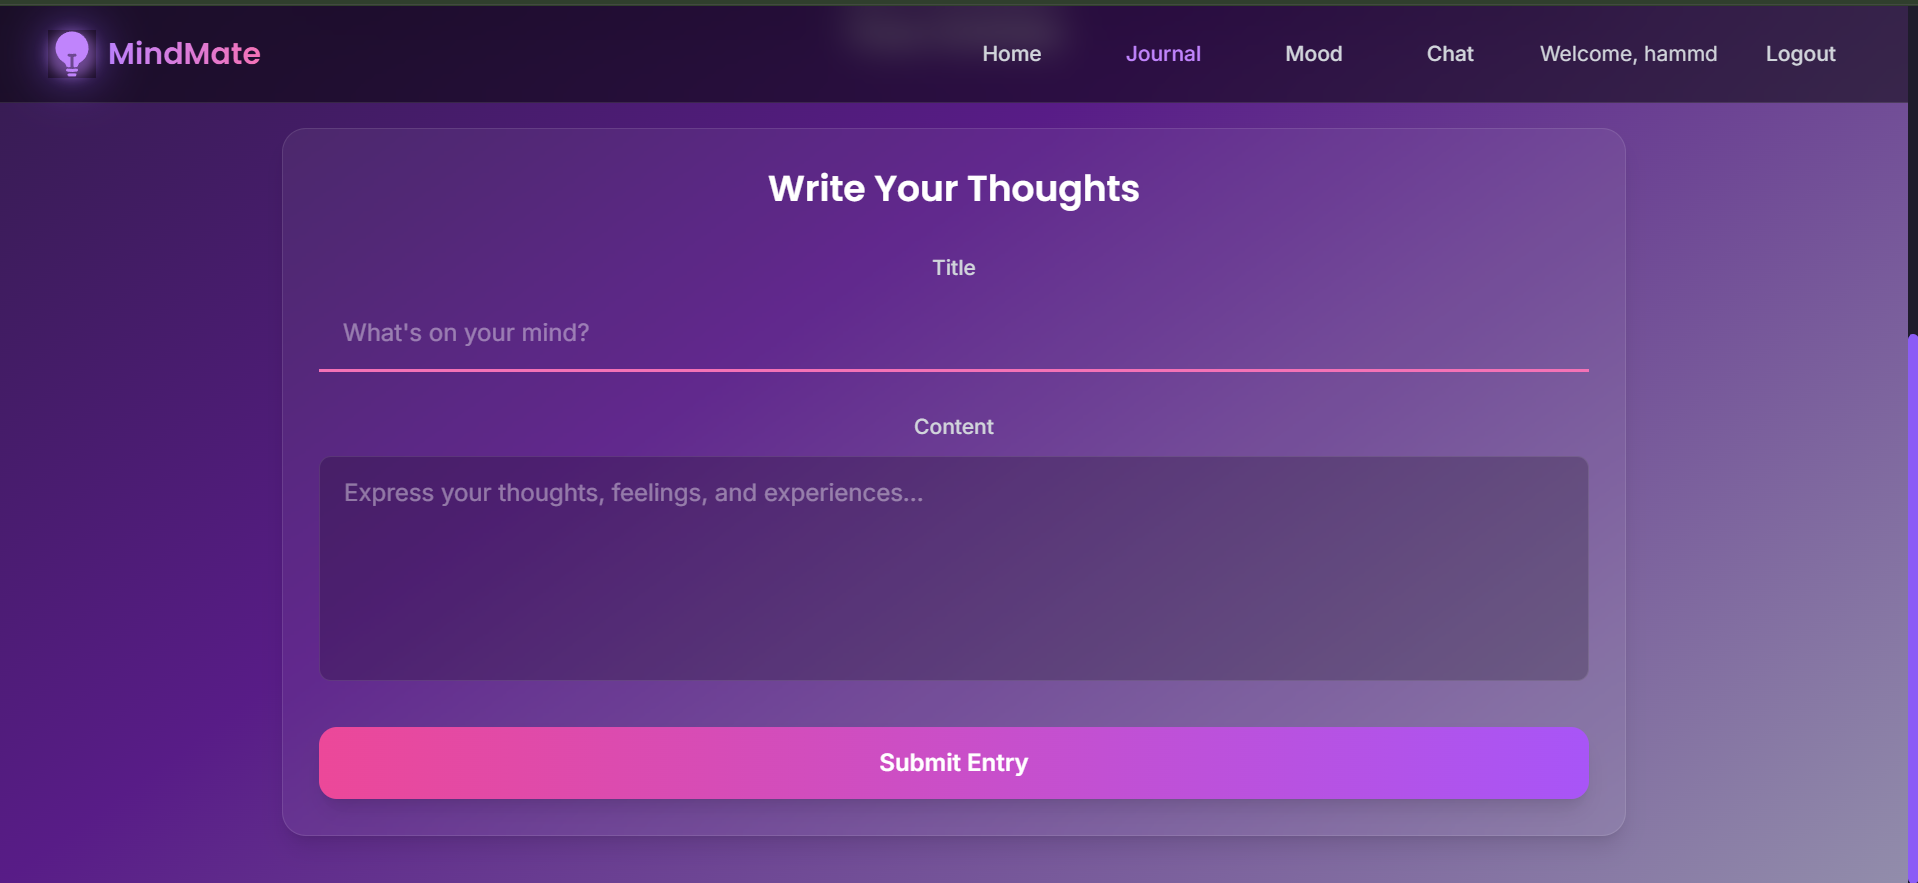 MindMate
Home Journal Mood Chat Welcome, hammd Logout
Write Your Thoughts
Title
What's on your mind?
Content
Express your thoughts, feelings, and experiences...
Submit Entry